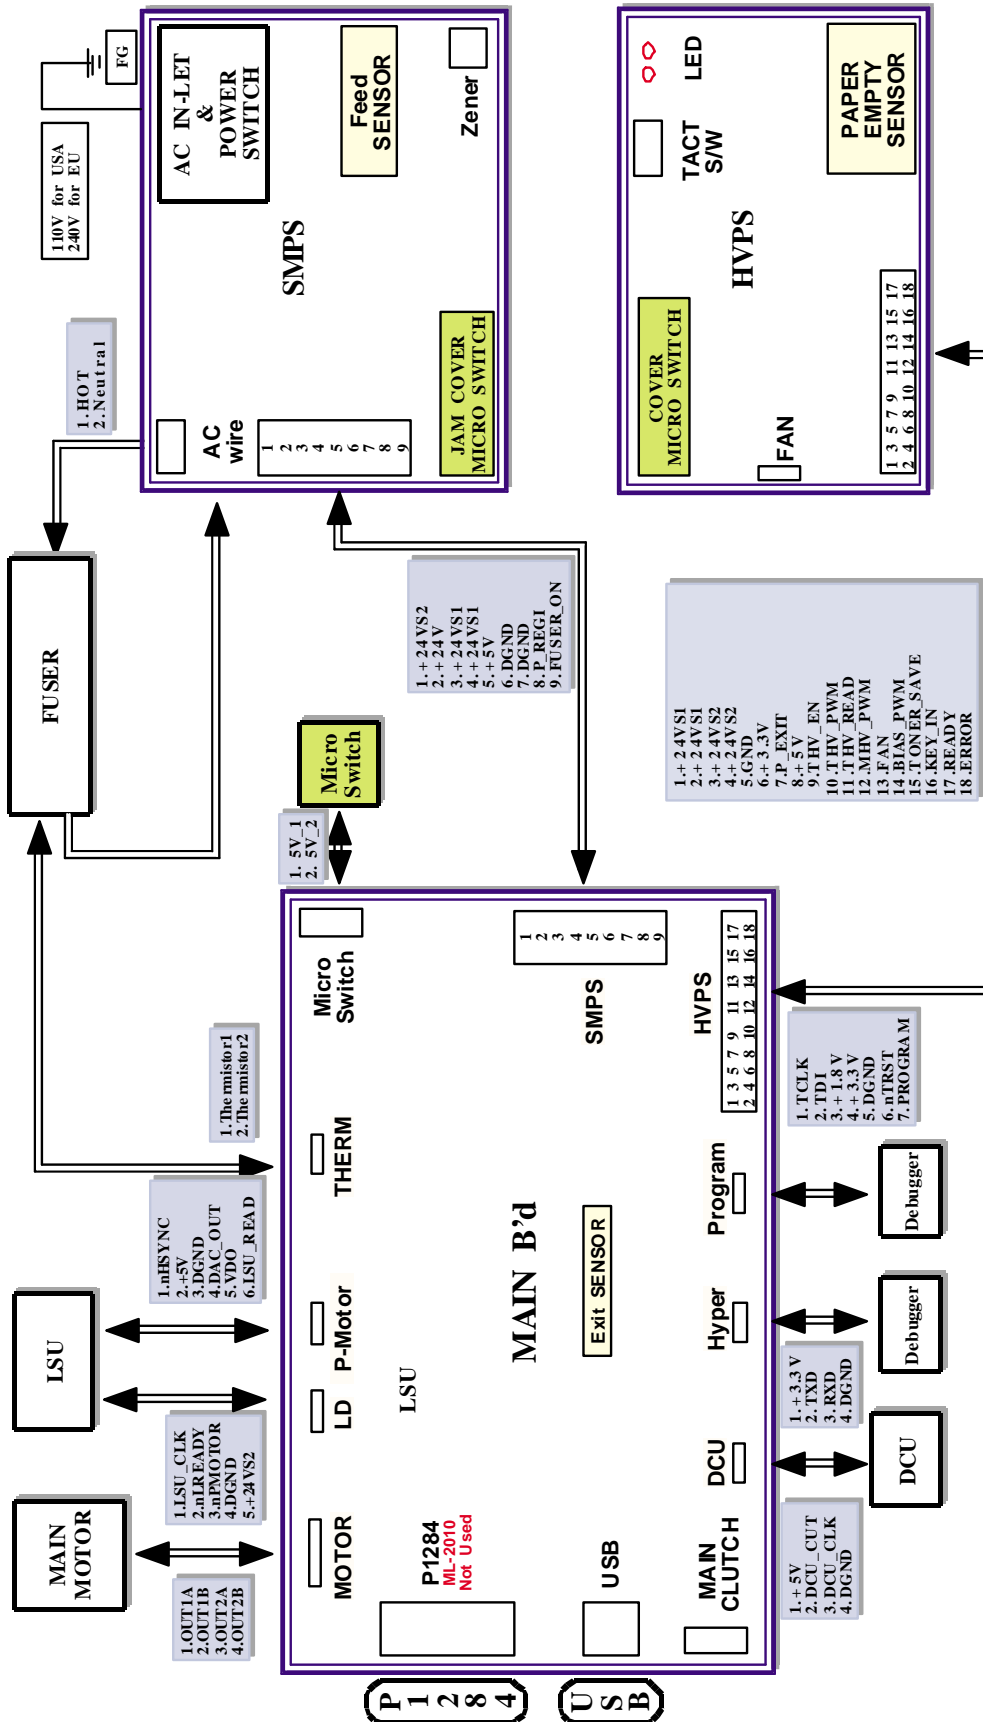 MAIN
MOTOR
LSU
FUSER
FG
110V for USA
240V for EU
1.OUT1A
2.OUT1B
3.OUT2A
4.OUT2B
1.LSU_CLK
2.nLREADY
3.nPMOTOR
4.DGND
5.+24VS2
1.nHSYNC
2.+5V
3.DGND
4.DAC_OUT
5.VDO
6.LSU_READ
1.Thermistor1
2.Thermistor2
1. 5V_1
2. 5V_2
Micro
Switch
1.HOT
2.Neutral
AC IN-LET
&
POWER
SWITCH
Feed
SENSOR
Zener
SMPS
AC
wire
1
2
3
4
5
6
7
8
9
JAM COVER
MICRO SWITCH
1.+24VS2
2.+24V
3.+24VS1
4.+24VS1
5.+5V
6.DGND
7.DGND
8.P_REGI
9.FUSER_ON
MOTOR
LD
P-Motor
THERM
Micro
Switch
LSU
P1284
ML-2010
Not Used
MAIN B'd
Exit SENSOR
SMPS
1
2
3
4
5
6
7
8
9
USB
MAIN
CLUTCH
DCU
Hyper
Program
HVPS
1 3 5 7 9 11 13 15 17
2 4 6 8 10 12 14 16 18
P1284
USB
1.+5V
2.DCU_CUT
3.DCU_CLK
4.DGND
DCU
1.+3.3V
2.TXD
3.RXD
4.DGND
Debugger
Debugger
1.TCLK
2.TDI
3.+1.8V
4.+3.3V
5.DGND
6.nTRST
7.PROGRAM
1.+24VS1
2.+24VS1
3.+24VS2
4.+24VS2
5.GND
6.+3.3V
7.P_EXIT
8.+5V
9.THV_EN
10.THV_PWM
11.THV_READ
12.MHV_PWM
13.FAN
14.BIAS_PWM
15.TONER_SAVE
16.KEY_IN
17.READY
18.ERROR
COVER
MICRO SWITCH
TACT
S/W
LED
HVPS
FAN
PAPER
EMPTY
SENSOR
1 3 5 7 9 11 13 15 17
2 4 6 8 10 12 14 16 18